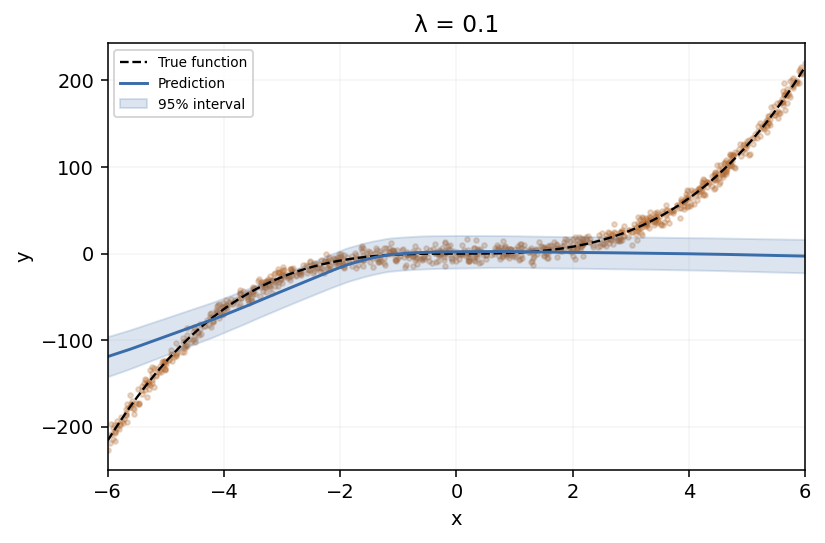 λ = 0.1
True function
Prediction
95% interval
y
200
100
0
−100
−200
−6
−4
−2
0
2
4
6
x